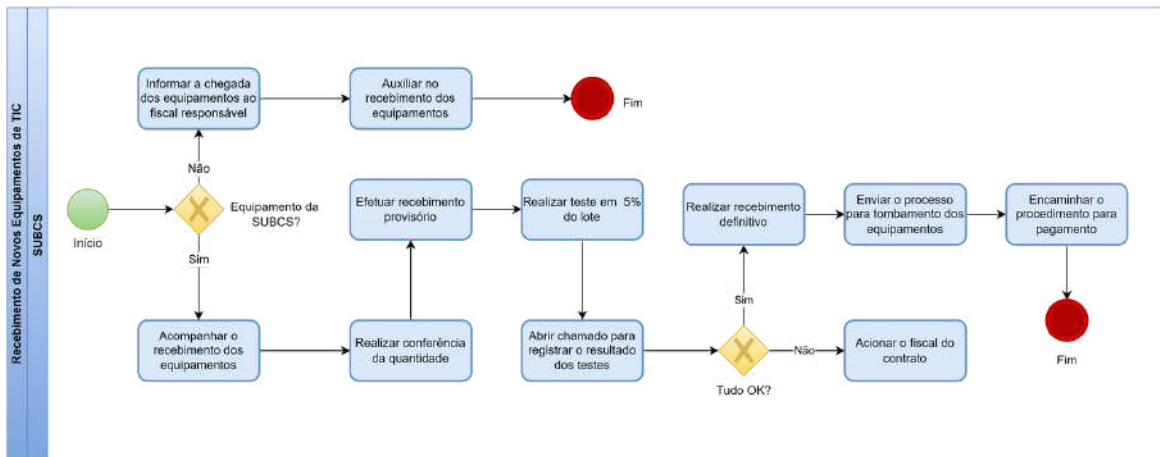 Recebimento de Novos Equipamentos de TIC
SUBCS
Informar a chegada
dos equipamentos ao
fiscal responsável
Auxiliar no
recebimento dos
equipamentos
Fim
Não
Início
Equipamento da
SUBCS?
Sim
Efetuar recebimento
provisório
Realizar teste em 5%
do lote
Realizar recebimento
definitivo
Enviar o processo
para tombamento dos
equipamentos
Encaminhar o
procedimento para
pagamento
Acompanhar o
recebimento dos
equipamentos
Realizar conferência
da quantidade
Abrir chamado para
registrar o resultado
dos testes
Sim
Tudo OK?
Não
Acionar o fiscal do
contrato
Fim